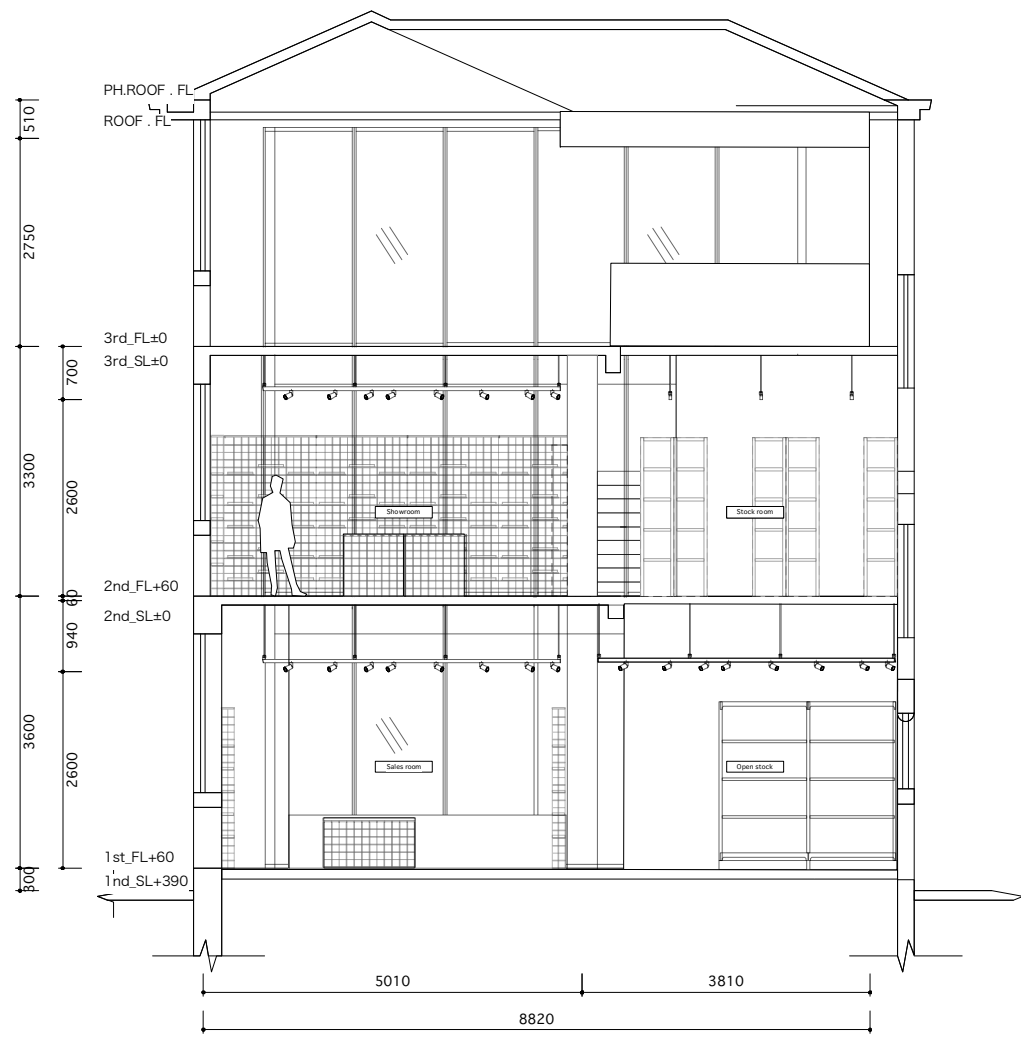 PH.ROOF . FL
ROOF . FL
510
2750
3rd_FL±0
3rd_SL±0
700
3300
2600
Showroom
Stock room
2nd_FL+60
60
2nd_SL±0
940
3600
2600
Sales room
Open stock
1st_FL+60
300
1nd_SL+390
5010
3810
8820